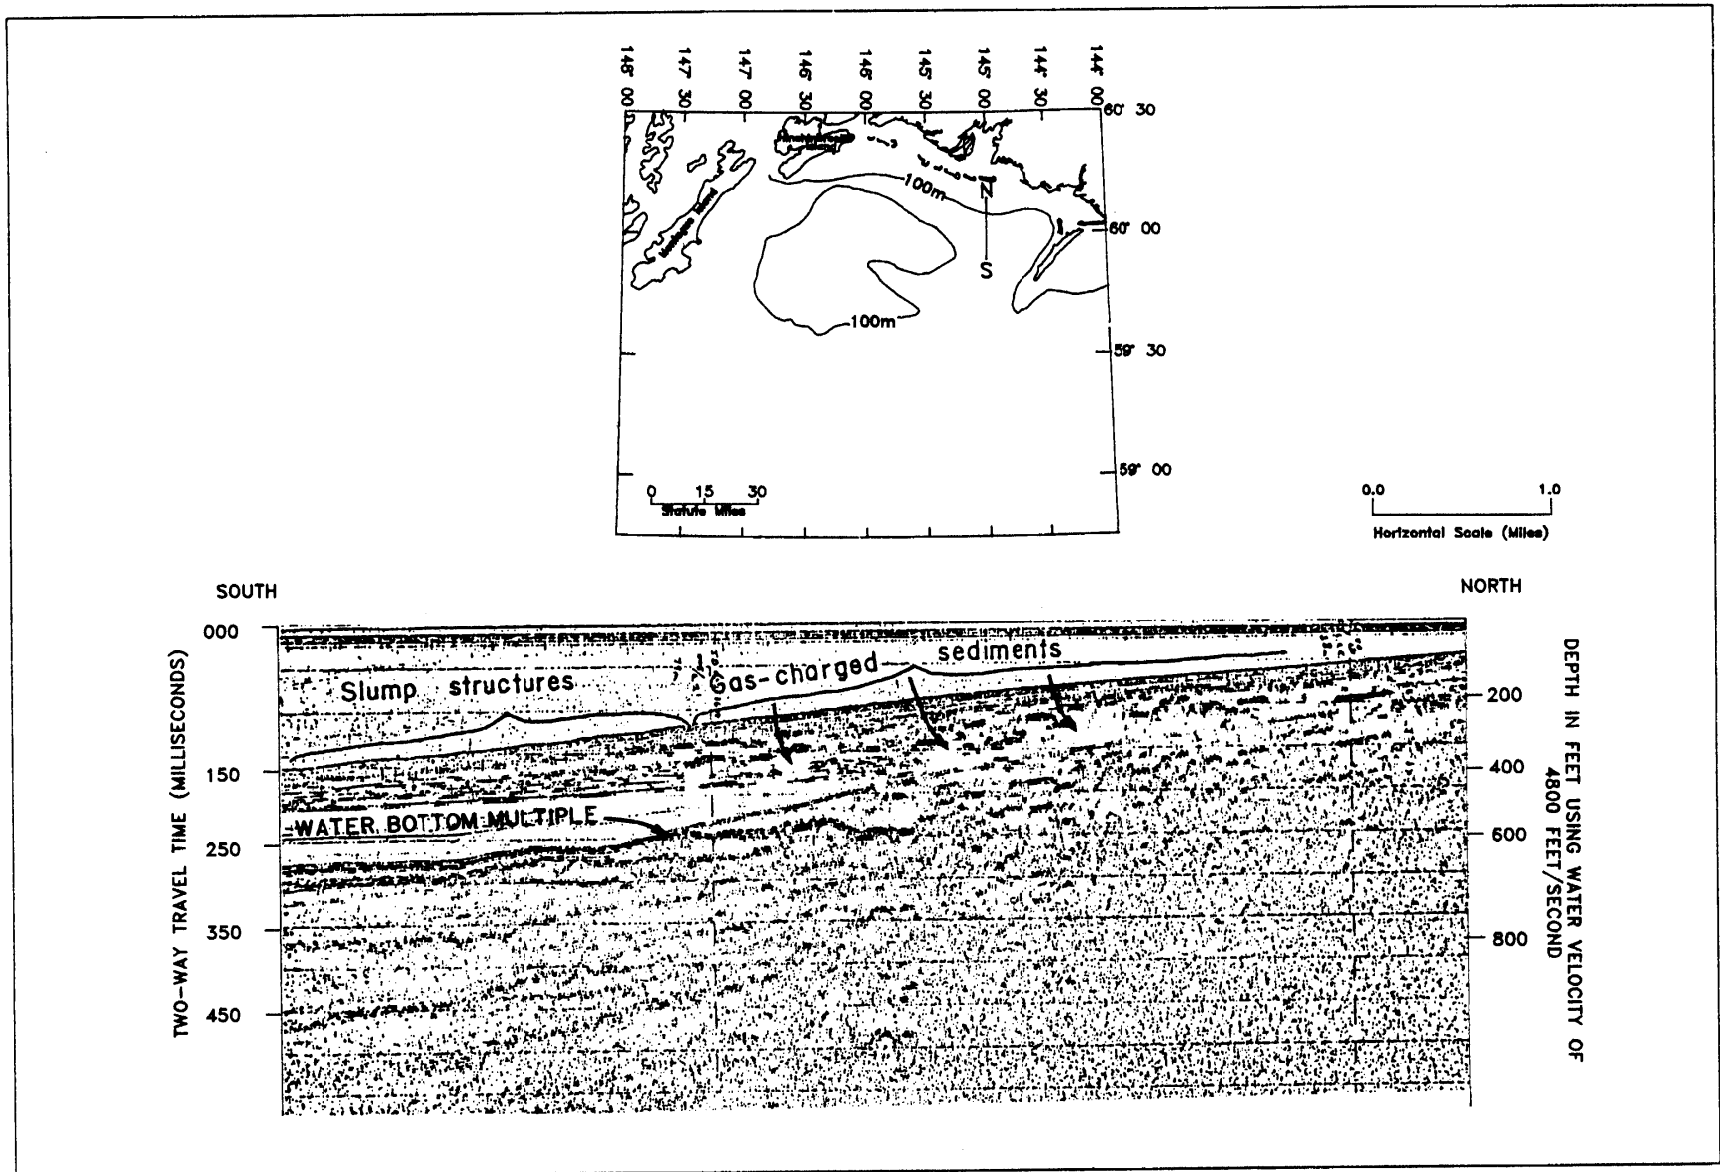 148° 00
147° 30
147° 00
146° 30
146° 00
145° 30
145° 00
144° 30
144° 00
60° 30
Island
100m
N
Island
60° 00
S
100m
59° 30
59° 00
0 15 30
Statute Miles
0.0 1.0
Horizontal Scale (Miles)
SOUTH
NORTH
000
150
250
350
450
TWO-WAY TRAVEL TIME (MILLISECONDS)
Slump structures
Gas-charged sediments
WATER BOTTOM MULTIPLE
200
400
600
800
DEPTH IN FEET USING WATER VELOCITY OF
4800 FEET/SECOND